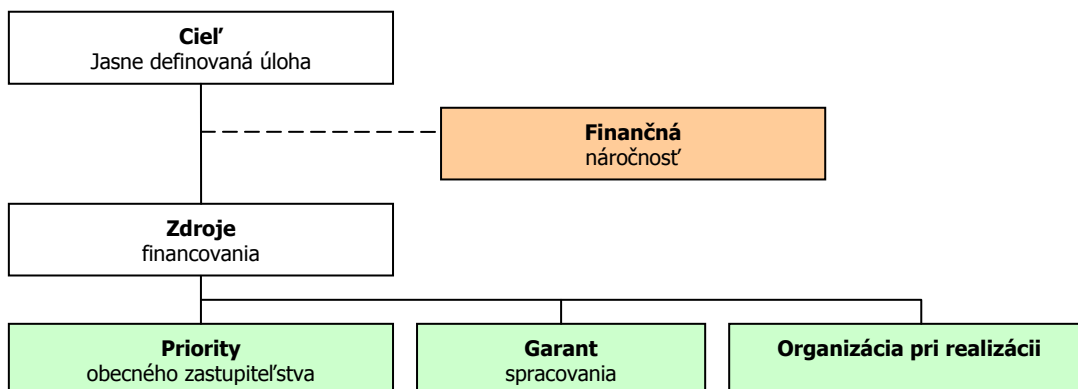 Cieľ
Jasne definovaná úloha
Finančná
náročnosť
Zdroje
financovania
Priority
obecného zastupiteľstva
Garant
spracovania
Organizácia pri realizácii